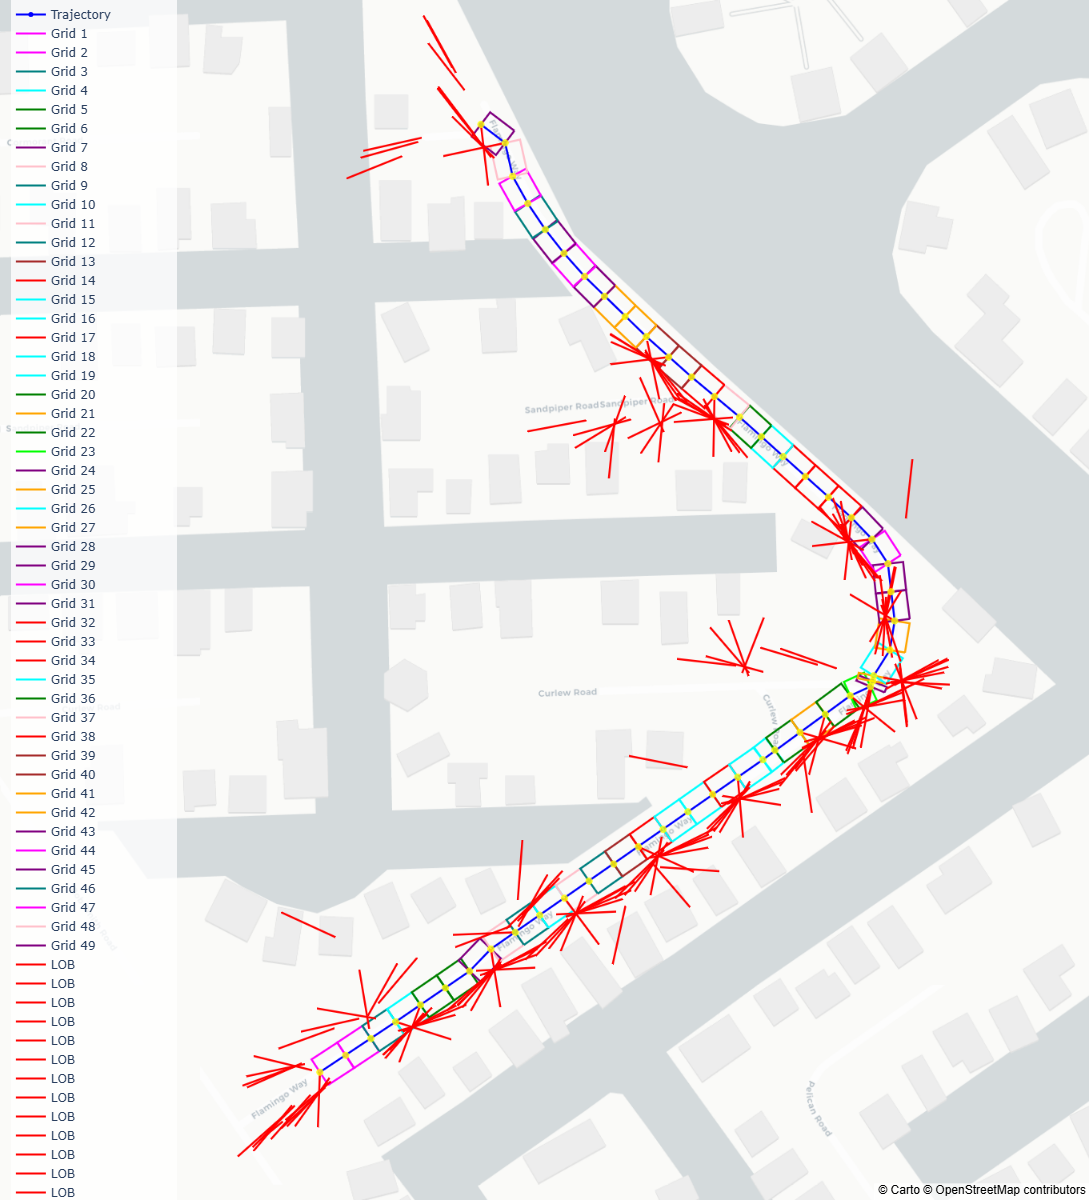 Trajectory
Grid 1
Grid 2
Grid 3
Grid 4
Grid 5
Grid 6
Grid 7
Grid 8
Grid 9
Grid 10
Grid 11
Grid 12
Grid 13
Grid 14
Grid 15
Grid 16
Grid 17
Grid 18
Grid 19
Grid 20
Grid 21
Grid 22
Grid 23
Grid 24
Grid 25
Grid 26
Grid 27
Grid 28
Grid 29
Grid 30
Grid 31
Grid 32
Grid 33
Grid 34
Grid 35
Grid 36
Grid 37
Grid 38
Grid 39
Grid 40
Grid 41
Grid 42
Grid 43
Grid 44
Grid 45
Grid 46
Grid 47
Grid 48
Grid 49
LOB
LOB
LOB
LOB
LOB
LOB
LOB
LOB
LOB
LOB
LOB
LOB
LOB
Sandpiper Road
Sandpiper Road
Curlew Road
Flamingo Way
Flamingo Way
Flamingo Way
Pelican Road
© Carto © OpenStreetMap contributors